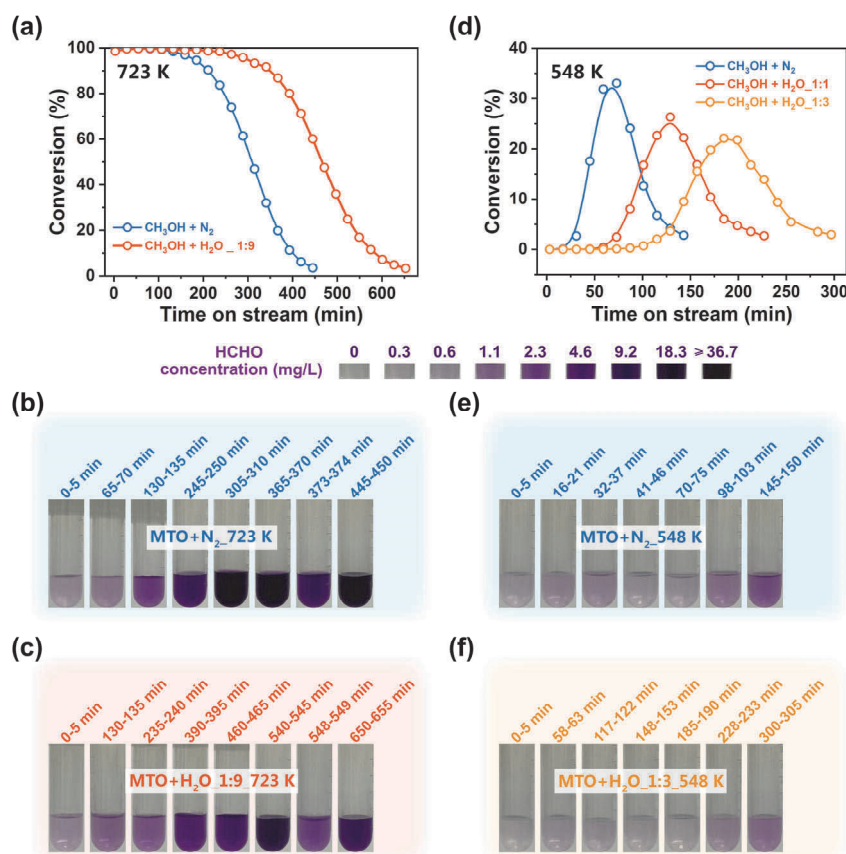 (a)
723 K
Conversion (%)
100
80
60
40
20
0
CH₃OH + N₂
CH₃OH + H₂O _ 1:9
0 100 200 300 400 500 600
Time on stream (min)
(d)
548 K
Conversion (%)
40
30
20
10
0
CH₃OH + N₂
CH₃OH + H₂O_1:1
CH₃OH + H₂O_1:3
0 50 100 150 200 250 300
Time on stream (min)
HCHO
concentration (mg/L)
0 0.3 0.6 1.1 2.3 4.6 9.2 18.3 ⩾36.7
(b)
0-5 min
65-70 min
130-135 min
245-250 min
305-310 min
365-370 min
373-374 min
445-450 min
MTO+N₂_723 K
(e)
0-5 min
16-21 min
32-37 min
41-46 min
70-75 min
98-103 min
145-150 min
MTO+N₂_548 K
(c)
0-5 min
130-135 min
235-240 min
390-395 min
460-465 min
540-545 min
548-549 min
650-655 min
MTO+H₂O_1:9_723 K
(f)
0-5 min
58-63 min
117-122 min
148-153 min
185-190 min
228-233 min
300-305 min
MTO+H₂O_1:3_548 K